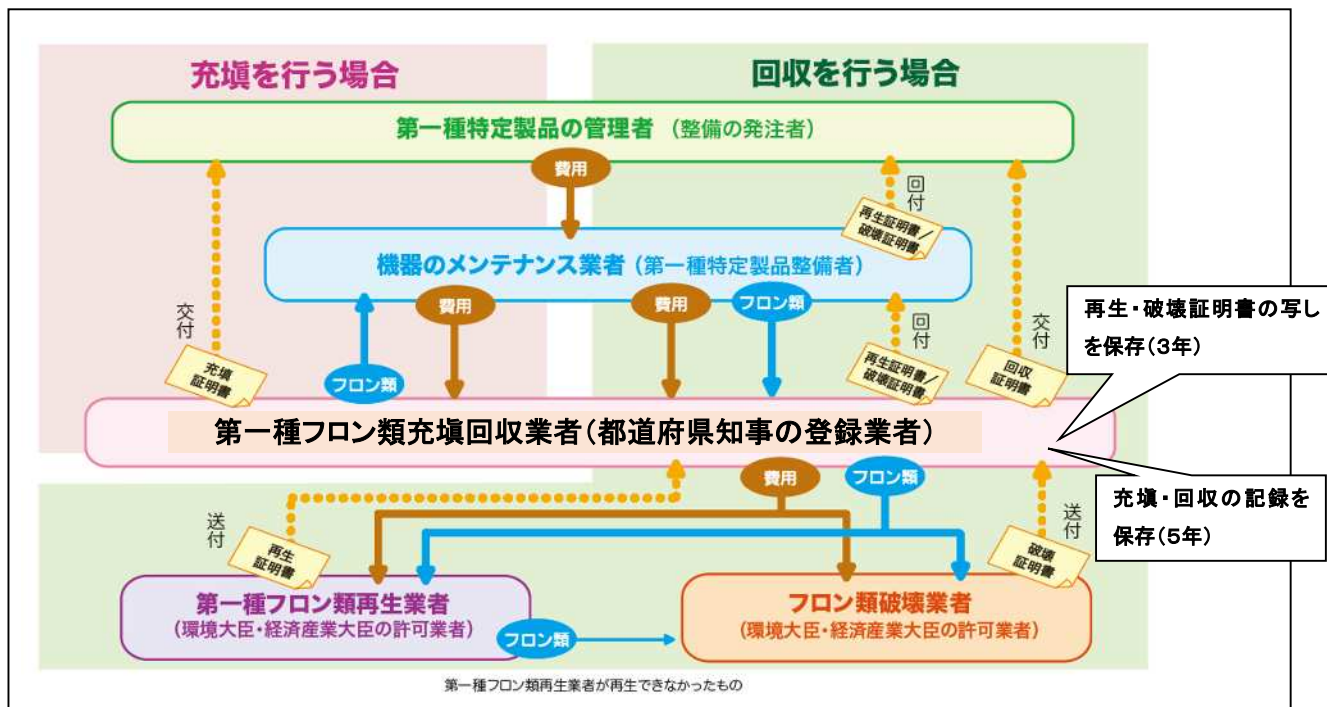 充塡を行う場合
回収を行う場合
第一種特定製品の管理者 (整備の発注者)
費用
回付
再生証明書／
破壊証明書
機器のメンテナンス業者 (第一種特定製品整備者)
交付
充塡
証明書
フロン類
費用
費用
フロン類
回付
再生証明書／
破壊証明書
交付
回収
証明書
再生・破壊証明書の写し
を保存(3年)
第一種フロン類充塡回収業者(都道府県知事の登録業者)
費用
フロン類
充塡・回収の記録を
保存(5年)
送付
再生
証明書
送付
破壊
証明書
第一種フロン類再生業者
(環境大臣・経済産業大臣の許可業者)
フロン類
フロン類破壊業者
(環境大臣・経済産業大臣の許可業者)
第一種フロン類再生業者が再生できなかったもの